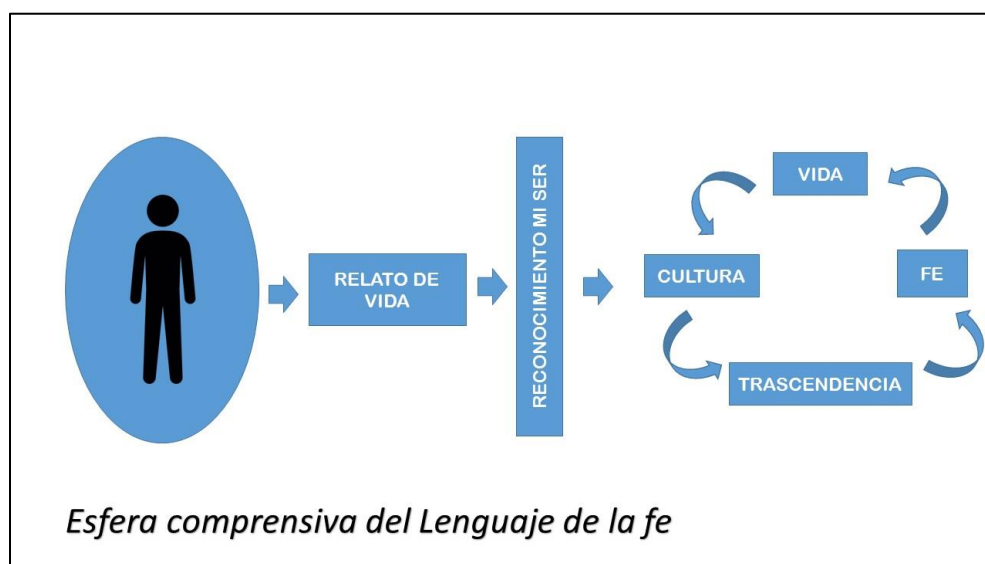 RELATO DE
VIDA
RECONOCIMIENTO MI SER
VIDA
CULTURA
FE
TRASCENDENCIA
Esfera comprensiva del Lenguaje de la fe